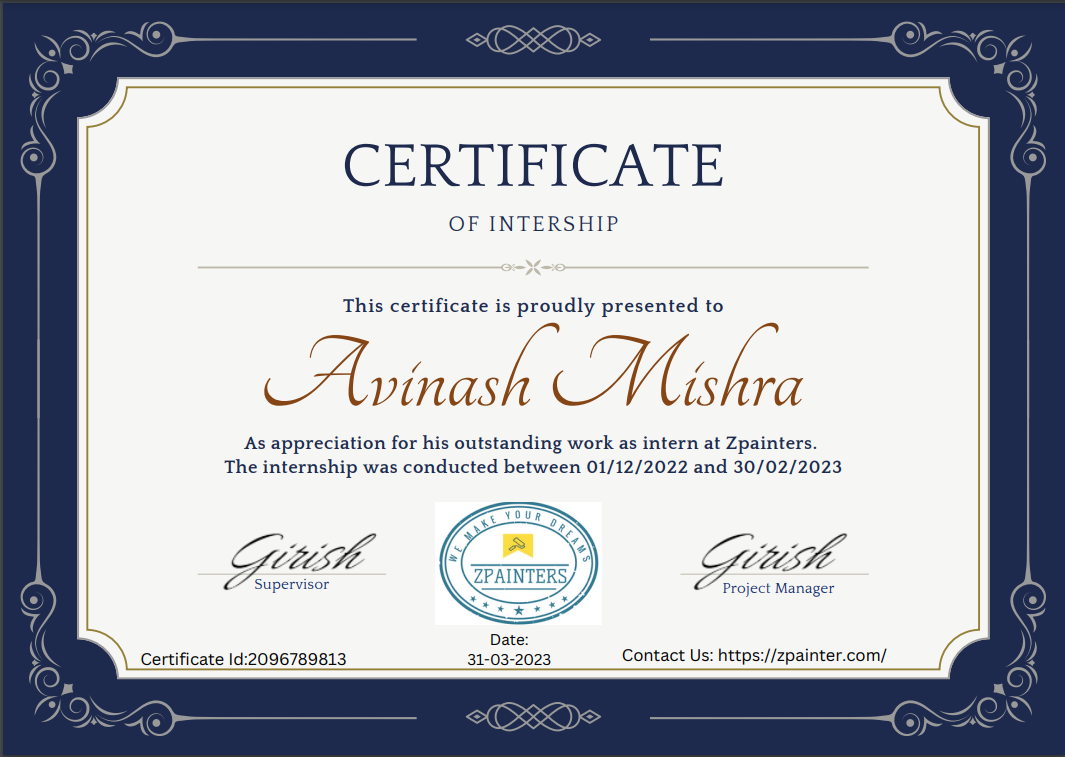 CERTIFICATE
OF INTERSHIP
This certificate is proudly presented to
Avinash Mishra
As appreciation for his outstanding work as intern at Zpainters.
The internship was conducted between 01/12/2022 and 30/02/2023
WE MAKE YOUR DREAMS
ZPAINTERS
Girish
Supervisor
Girish
Project Manager
Date:
31-03-2023
Certificate Id:2096789813
Contact Us: https://zpainter.com/